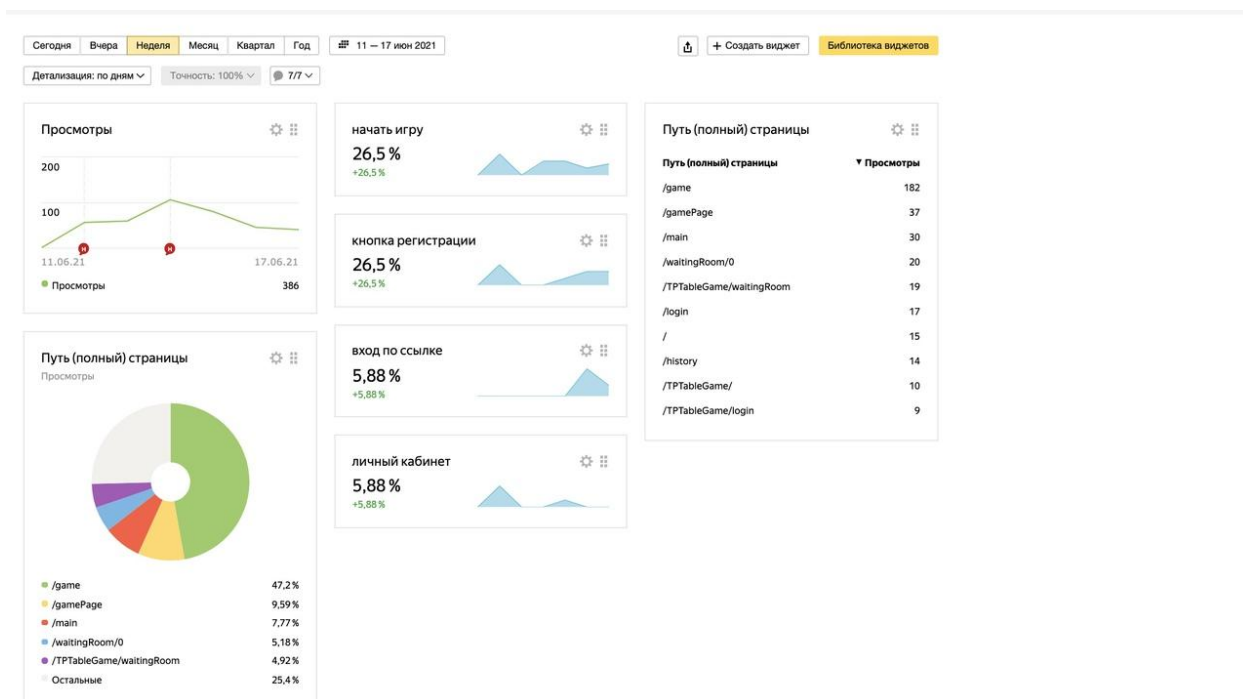 Сегодня Вчера Неделя Месяц Квартал Год 11 — 17 июн 2021 + Создать виджет Библиотека виджетов
Детализация: по дням Точность: 100% 7/7
Просмотры
200
100
Н Н
11.06.21 17.06.21
Просмотры 386
Путь (полный) страницы
Просмотры
/game 47,2%
/gamePage 9,59%
/main 7,77%
/waitingRoom/0 5,18%
/TPTableGame/waitingRoom 4,92%
Остальные 25,4%
начать игру
26,5%
+26,5%
кнопка регистрации
26,5%
+26,5%
вход по ссылке
5,88%
+5,88%
личный кабинет
5,88%
+5,88%
Путь (полный) страницы
Путь (полный) страницы ▼ Просмотры
/game 182
/gamePage 37
/main 30
/waitingRoom/0 20
/TPTableGame/waitingRoom 19
/login 17
/ 15
/history 14
/TPTableGame/ 10
/TPTableGame/login 9